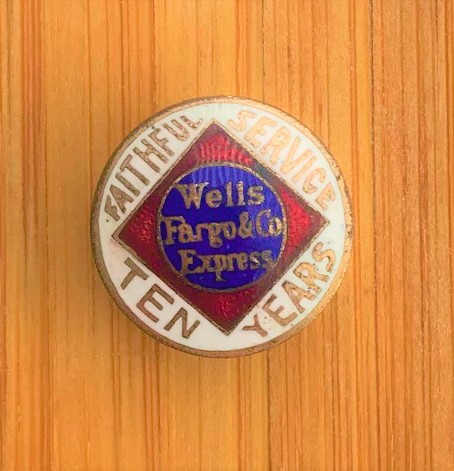 FAITHFUL SERVICE
Wells
Fargo & Co
Express
TEN YEARS